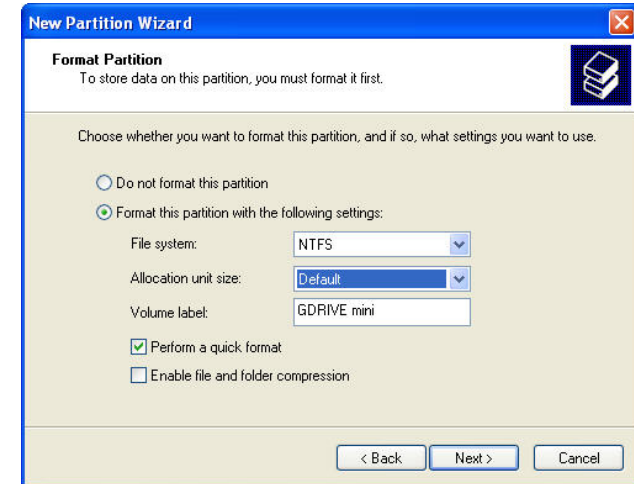 New Partition Wizard
Format Partition
To store data on this partition, you must format it first.
Choose whether you want to format this partition, and if so, what settings you want to use.
Do not format this partition
Format this partition with the following settings:
File system: NTFS
Allocation unit size: Default
Volume label: GDRIVE mini
Perform a quick format
Enable file and folder compression
< Back Next > Cancel